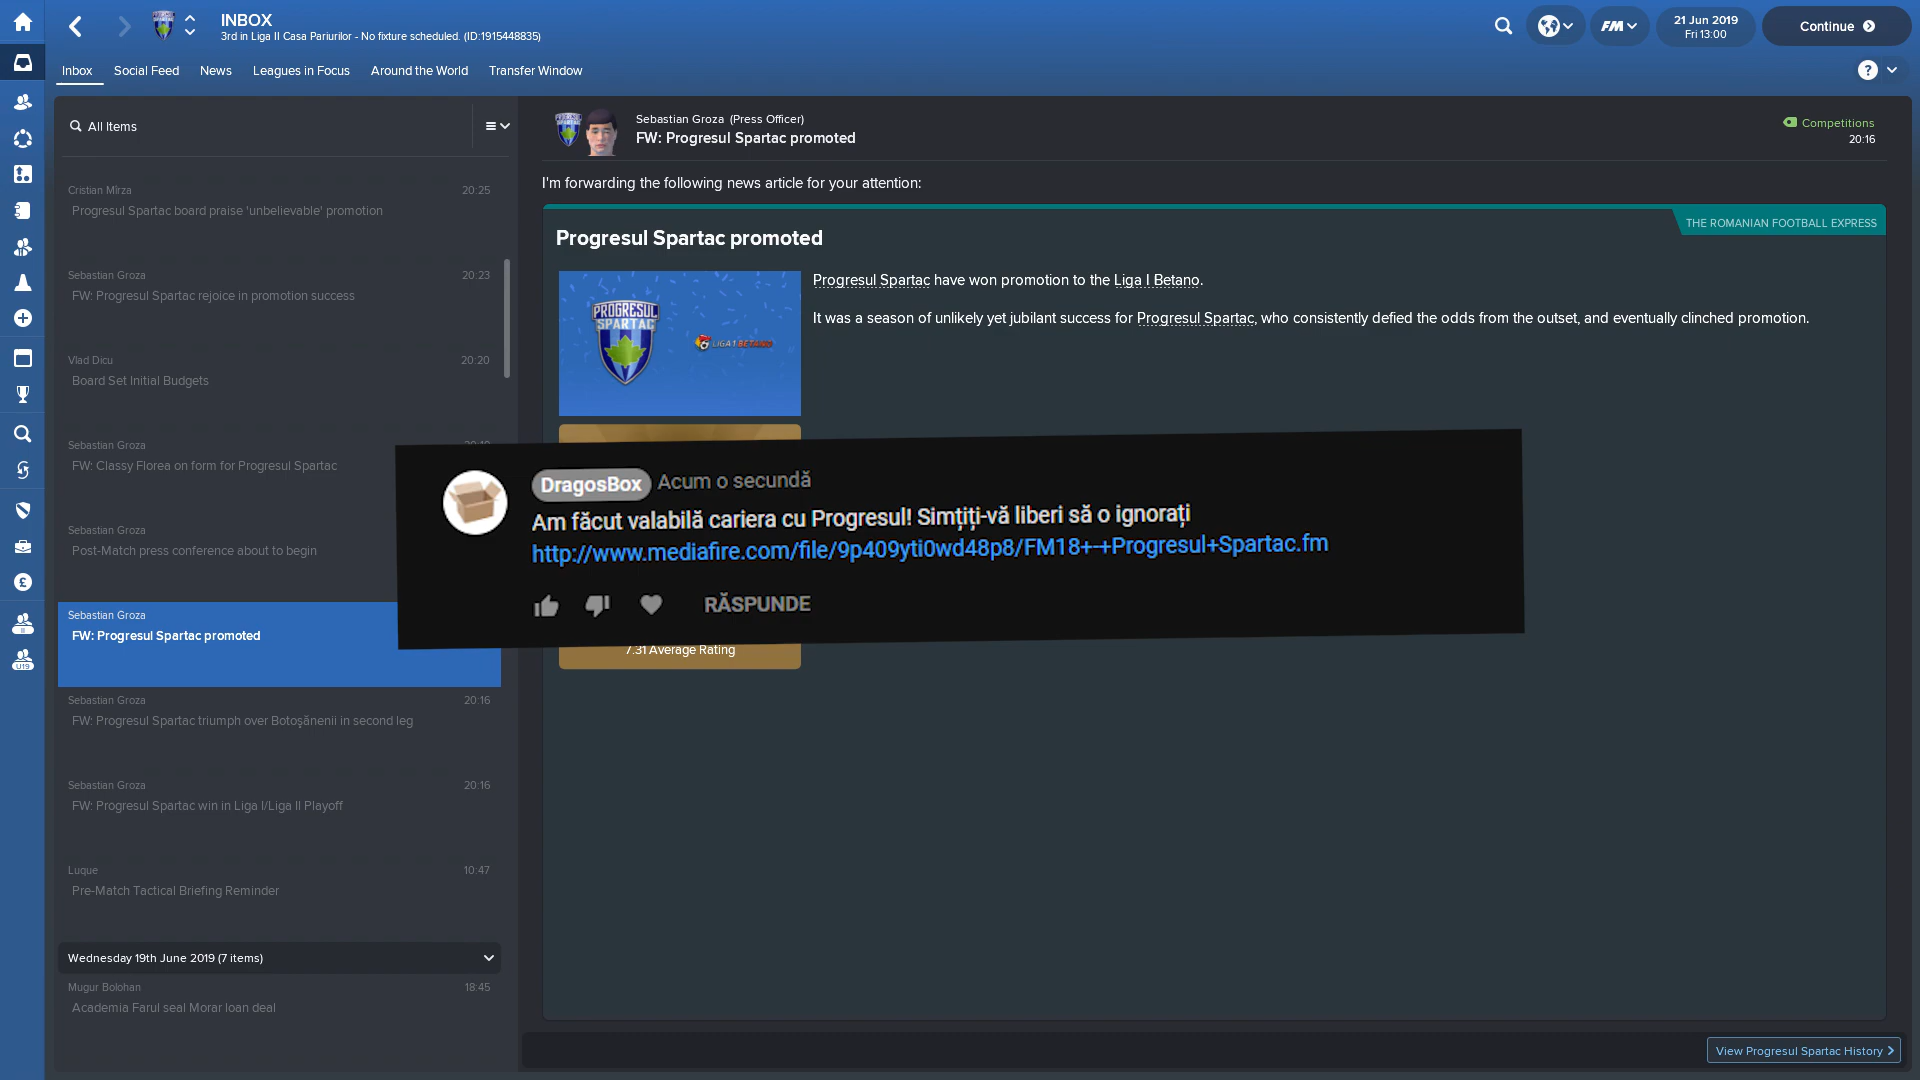 INBOX
3rd in Liga II Casa Pariurilor - No fixture scheduled. (ID:1915448835)
FM
21 Jun 2019
Fri 13:00
Continue
Inbox
Social Feed
News
Leagues in Focus
Around the World
Transfer Window
?
All Items
Cristian Mîrza
20:25
Progresul Spartac board praise 'unbelievable' promotion
Sebastian Groza
20:23
FW: Progresul Spartac rejoice in promotion success
Vlad Dicu
20:20
Board Set Initial Budgets
Sebastian Groza
FW: Classy Florea on form for Progresul Spartac
Sebastian Groza
Post-Match press conference about to begin
Sebastian Groza
FW: Progresul Spartac promoted
Sebastian Groza
20:16
FW: Progresul Spartac triumph over Botoşănenii in second leg
Sebastian Groza
20:16
FW: Progresul Spartac win in Liga I/Liga II Playoff
Luque
10:47
Pre-Match Tactical Briefing Reminder
Wednesday 19th June 2019 (7 items)
Mugur Bolohan
18:45
Academia Farul seal Morar loan deal
U19
Sebastian Groza (Press Officer)
FW: Progresul Spartac promoted
Competitions
20:16
I'm forwarding the following news article for your attention:
THE ROMANIAN FOOTBALL EXPRESS
Progresul Spartac promoted
PROGRESUL
SPARTAC
LIGA 1 BETANO
Progresul Spartac have won promotion to the Liga I Betano.
It was a season of unlikely yet jubilant success for Progresul Spartac, who consistently defied the odds from the outset, and eventually clinched promotion.
DragosBox Acum o secundă
Am făcut valabilă cariera cu Progresul! Simțiți-vă liberi să o ignorați
http://www.mediafire.com/file/9p409yti0wd48p8/FM18+-+Progresul+Spartac.fm
RĂSPUNDE
7.31 Average Rating
View Progresul Spartac History